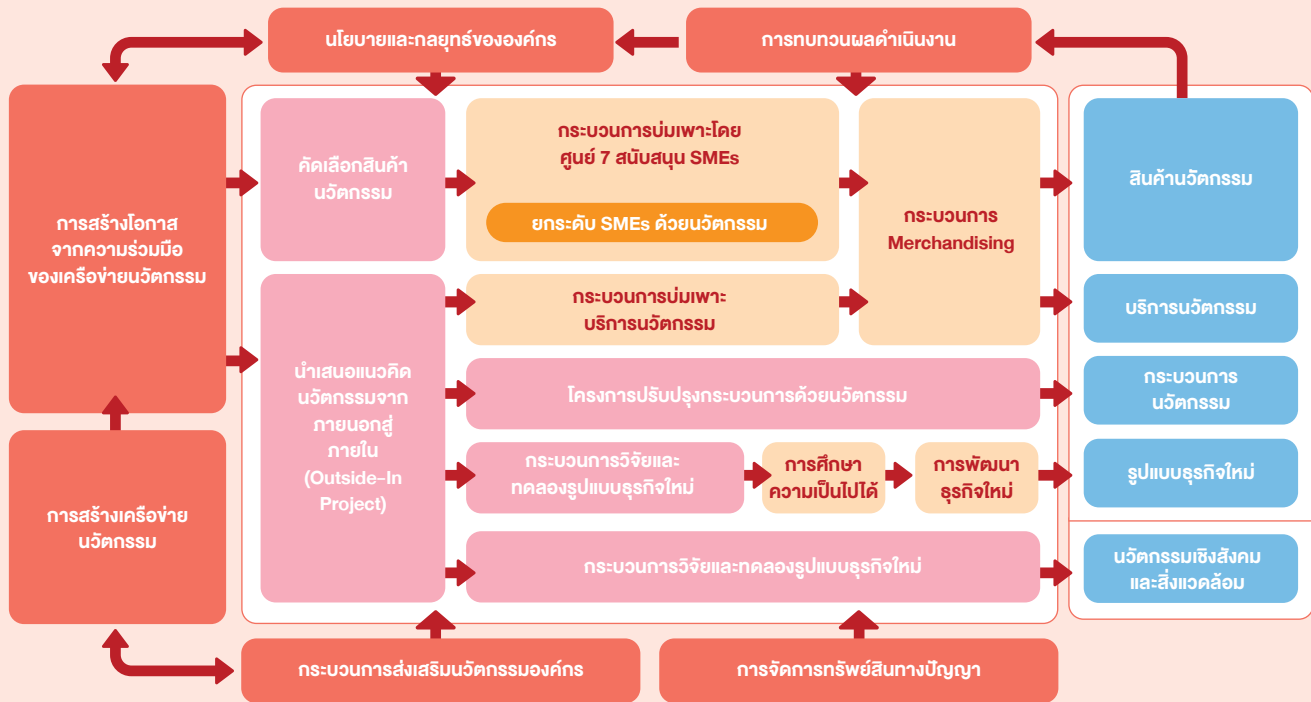 นโยบายและกลยุทธ์ขององค์กร
การทบทวนผลดำเนินงาน
การสร้างโอกาส
จากความร่วมมือ
ของเครือข่ายนวัตกรรม
การสร้างเครือข่าย
นวัตกรรม
คัดเลือกสินค้า
นวัตกรรม
กระบวนการบ่มเพาะโดย
ศูนย์ 7 สนับสนุน SMEs
ยกระดับ SMEs ด้วยนวัตกรรม
กระบวนการ
Merchandising
สินค้านวัตกรรม
นำเสนอแนวคิด
นวัตกรรมจาก
ภายนอกสู่
ภายใน
(Outside-In
Project)
กระบวนการบ่มเพาะ
บริการนวัตกรรม
บริการนวัตกรรม
โครงการปรับปรุงกระบวนการด้วยนวัตกรรม
กระบวนการ
นวัตกรรม
กระบวนการวิจัยและ
ทดลองรูปแบบธุรกิจใหม่
การศึกษา
ความเป็นไปได้
การพัฒนา
ธุรกิจใหม่
รูปแบบธุรกิจใหม่
กระบวนการวิจัยและทดลองรูปแบบธุรกิจใหม่
นวัตกรรมเชิงสังคม
และสิ่งแวดล้อม
กระบวนการส่งเสริมนวัตกรรมองค์กร
การจัดการทรัพย์สินทางปัญญา